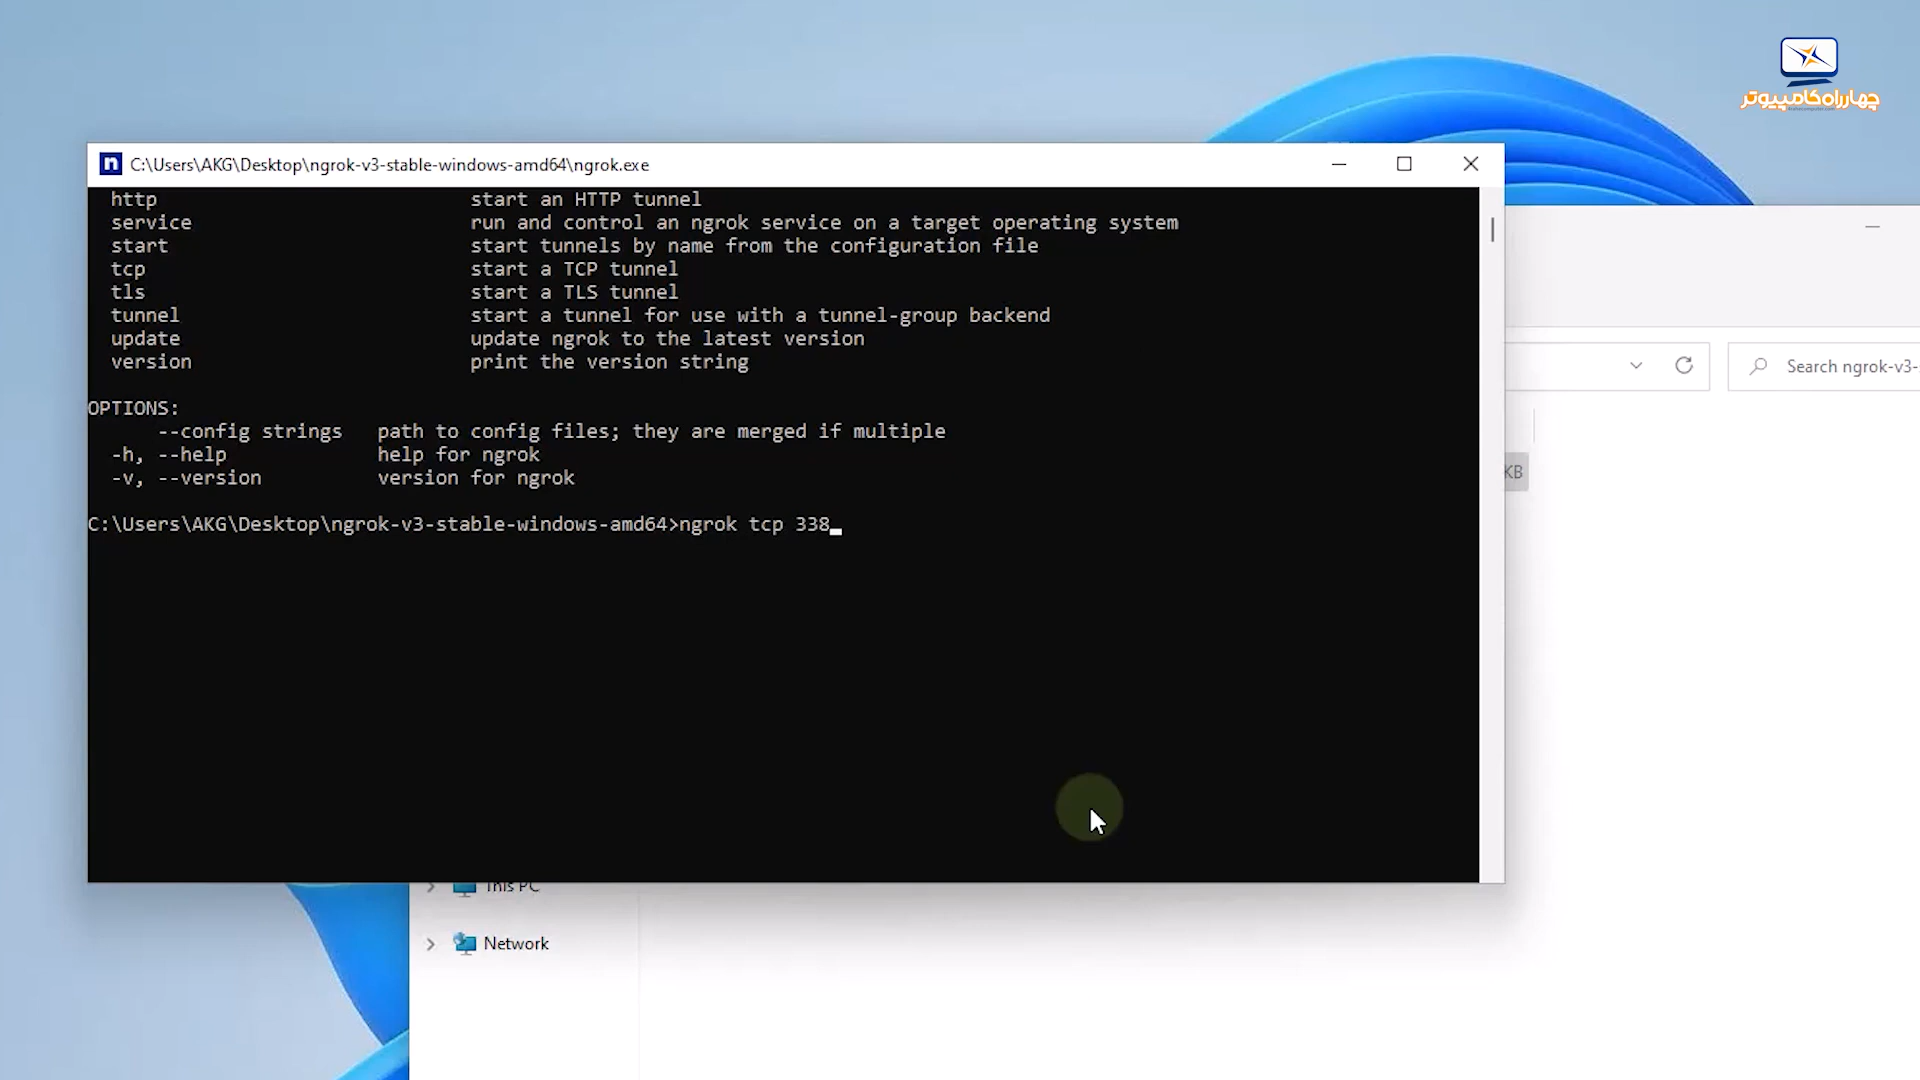 چهارراه کامپیوتر
C:\Users\AKG\Desktop\ngrok-v3-stable-windows-amd64\ngrok.exe
http                           start an HTTP tunnel
service                        run and control an ngrok service on a target operating system
start                          start tunnels by name from the configuration file
tcp                            start a TCP tunnel
tls                            start a TLS tunnel
tunnel                         start a tunnel for use with a tunnel-group backend
update                         update ngrok to the latest version
version                        print the version string
OPTIONS:
--config strings   path to config files; they are merged if multiple
-h, --help             help for ngrok
-v, --version          version for ngrok
C:\Users\AKG\Desktop\ngrok-v3-stable-windows-amd64>ngrok tcp 338
Search ngrok-v3-
KB
This PC
Network